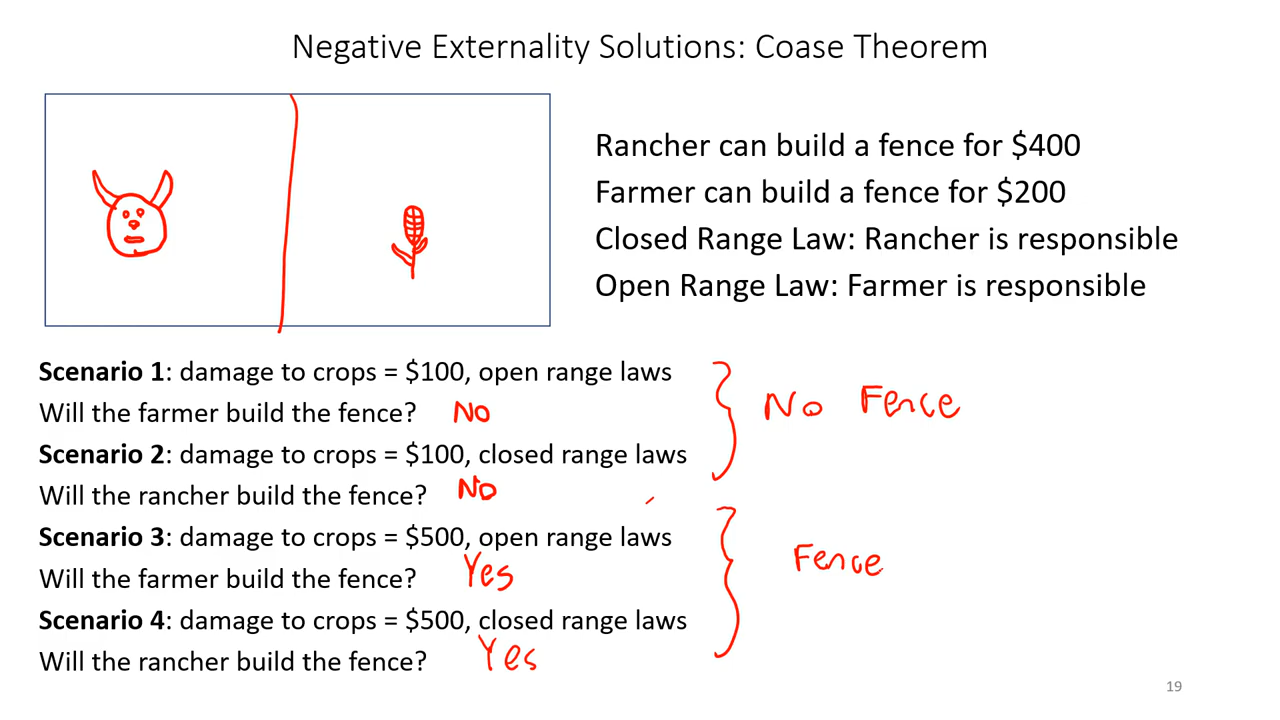 Negative Externality Solutions: Coase Theorem
Rancher can build a fence for $400
Farmer can build a fence for $200
Closed Range Law: Rancher is responsible
Open Range Law: Farmer is responsible
Scenario 1: damage to crops = $100, open range laws
Will the farmer build the fence? No
Scenario 2: damage to crops = $100, closed range laws
Will the rancher build the fence? No
No Fence
Scenario 3: damage to crops = $500, open range laws
Will the farmer build the fence? Yes
Scenario 4: damage to crops = $500, closed range laws
Will the rancher build the fence? Yes
Fence
19